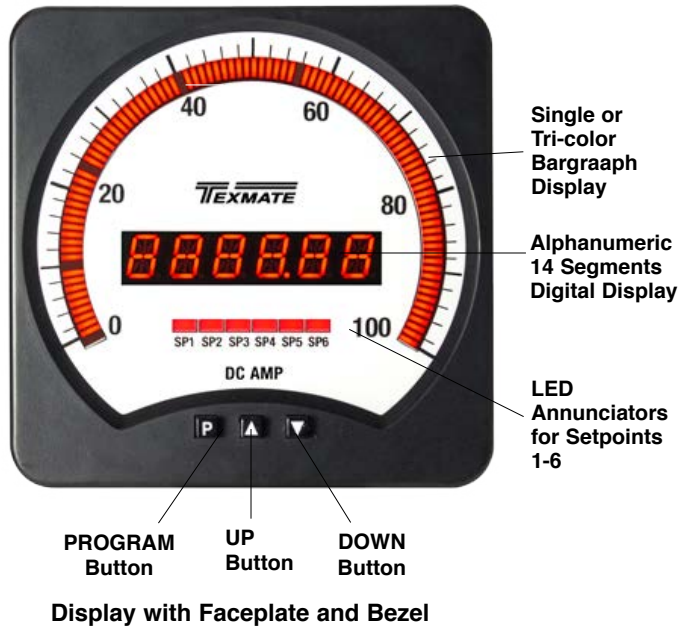 40
60
20
80
TEXMATE
8888.88
0
100
SP1 SP2 SP3 SP4 SP5 SP6
DC AMP
P
Single or
Tri-color
Bargraaph
Display
Alphanumeric
14 Segments
Digital Display
LED
Annunciators
for Setpoints
1-6
PROGRAM
Button
UP
Button
DOWN
Button
Display with Faceplate and Bezel